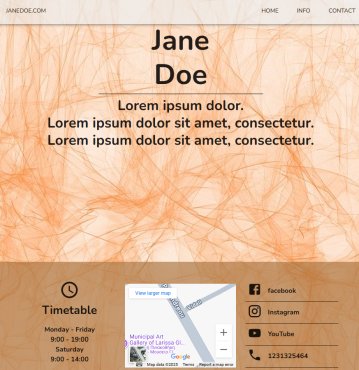 JANEDOE.COM
HOME INFO CONTACT
Jane
Doe
Lorem ipsum dolor.
Lorem ipsum dolor sit amet, consectetur.
Lorem ipsum dolor sit amet, consectetur.
Timetable
Monday - Friday
9:00 - 19:00
Saturday
9:00 - 14:00
View larger map
Municipal Art
Gallery of Larissa Gi...
Google
Map data ©2025 Terms Report a map error
facebook
Instagram
YouTube
1231325464